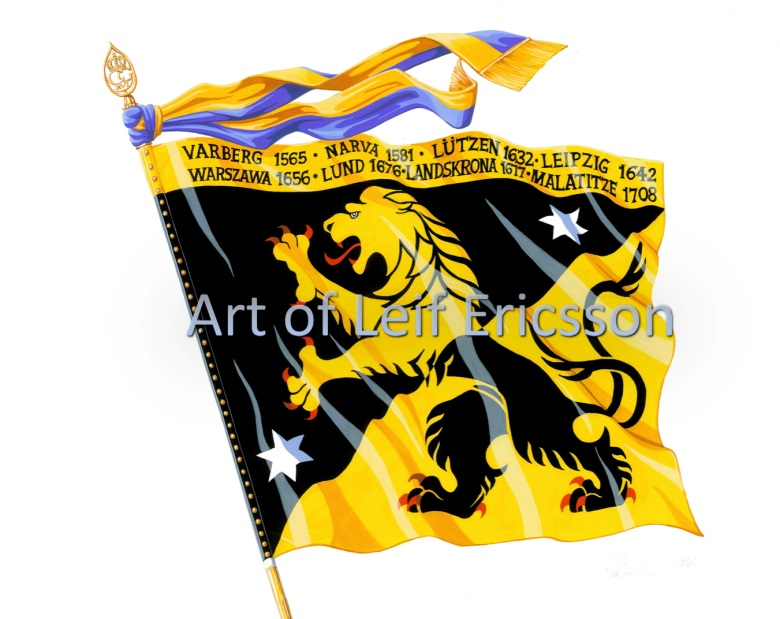 VARBERG 1565 · NARVA 1581 · LÜTZEN 1632 · LEIPZIG 1642
WARSZAWA 1656 · LUND 1676 · LANDSKRONA 1677 · MALATITZE 1708
Art of Leif Ericsson